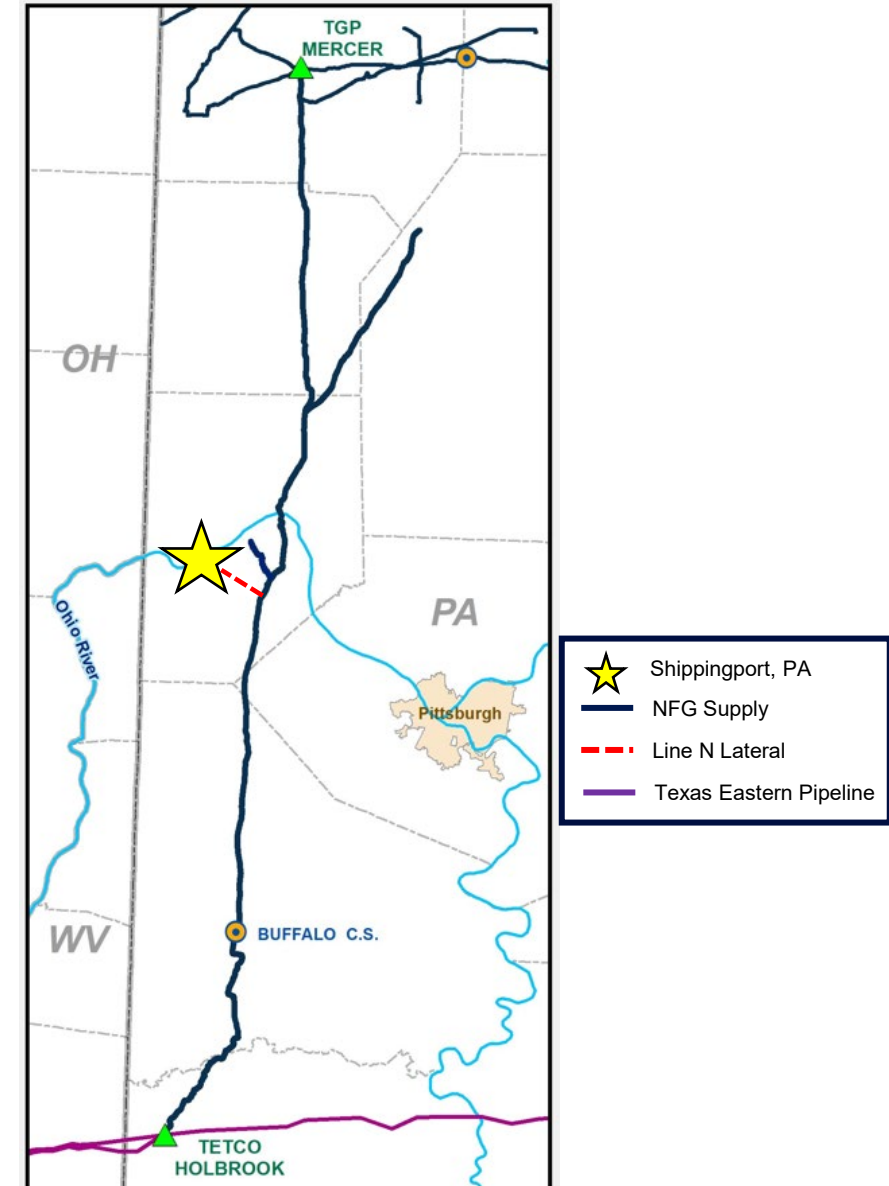 TGP
MERCER
OH
Ohio River
PA
Pittsburgh
WV
BUFFALO C.S.
TETCO
HOLBROOK
Shippingport, PA
NFG Supply
Line N Lateral
Texas Eastern Pipeline